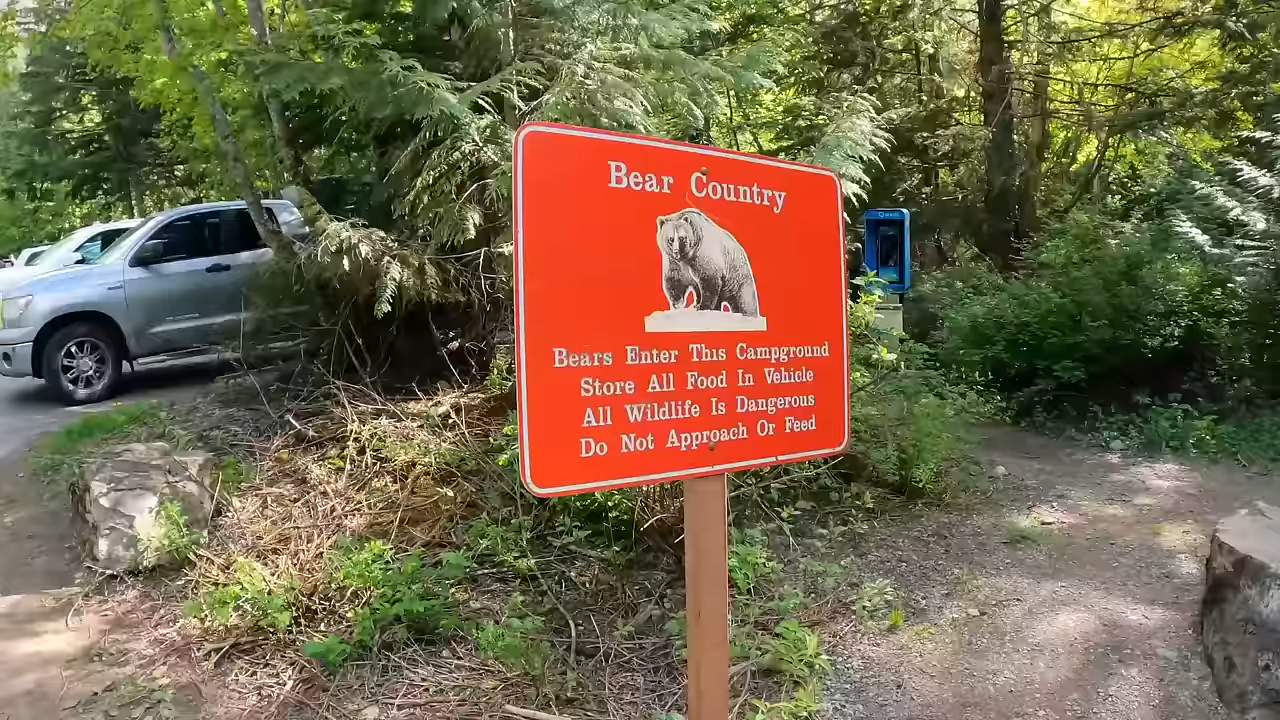 Bear Country
Bears Enter This Campground
Store All Food In Vehicle
All Wildlife Is Dangerous
Do Not Approach Or Feed